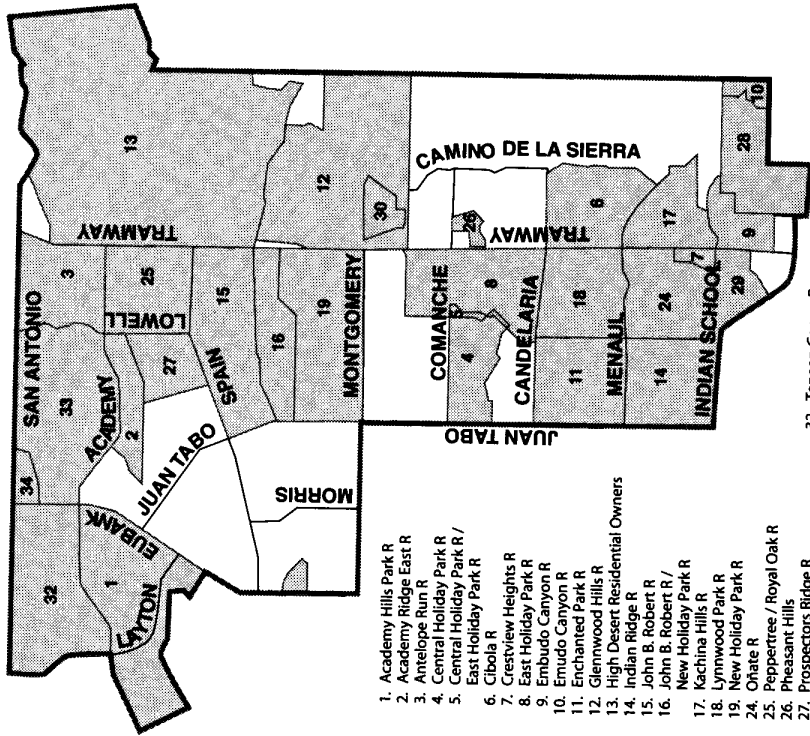 13
TRAMWAY
3
SAN ANTONIO
LOWELL
25
33
ACADEMY
34
2
27
15
SPAIN
12
30
32
EUBANK
1
LAYTON
JUAN TABO
MORRIS
16
19
MONTGOMERY
CAMINO DE LA SIERRA
26
TRAMWAY
COMANCHE
8
4
5
CANDELARIA
6
18
11
MENAUL
JUAN TABO
17
7
24
14
INDIAN SCHOOL
29
9
28
10
1. Academy Hills Park R
2. Academy Ridge East R
3. Antelope Run R
4. Central Holiday Park R
5. Central Holiday Park R /
East Holiday Park R
6. Cibola R
7. Crestview Heights R
8. East Holiday Park R
9. Embudo Canyon R
10. Emudo Canyon R
11. Enchanted Park R
12. Glennwood Hills R
13. High Desert Residential Owners
14. Indian Ridge R
15. John B. Robert R
16. John B. Robert R /
New Holiday Park R
17. Kachina Hills R
18. Lynnwood Park R
19. New Holiday Park R
24. Oñate R
25. Peppertree / Royal Oak R
26. Pheasant Hills
27. Prospectors Ridge R